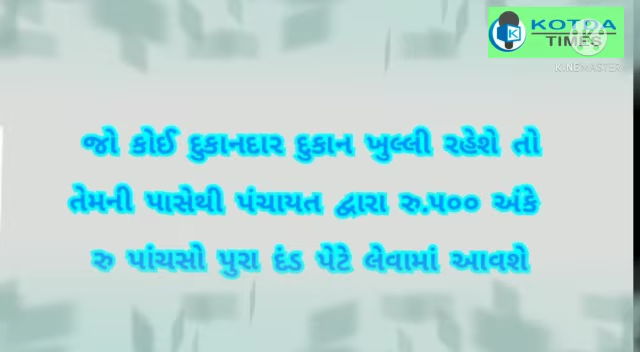 KOTDA
TIMES
KINEMASTER
જો કોઈ દુકાનદાર દુકાન ખુલ્લી રહેશે તો
તેમની પાસેથી પંચાયત દ્વારા રુ.૫૦૦ અંકે
રુ પાંચસો પુરા દંડ પેટે લેવામાં આવશે